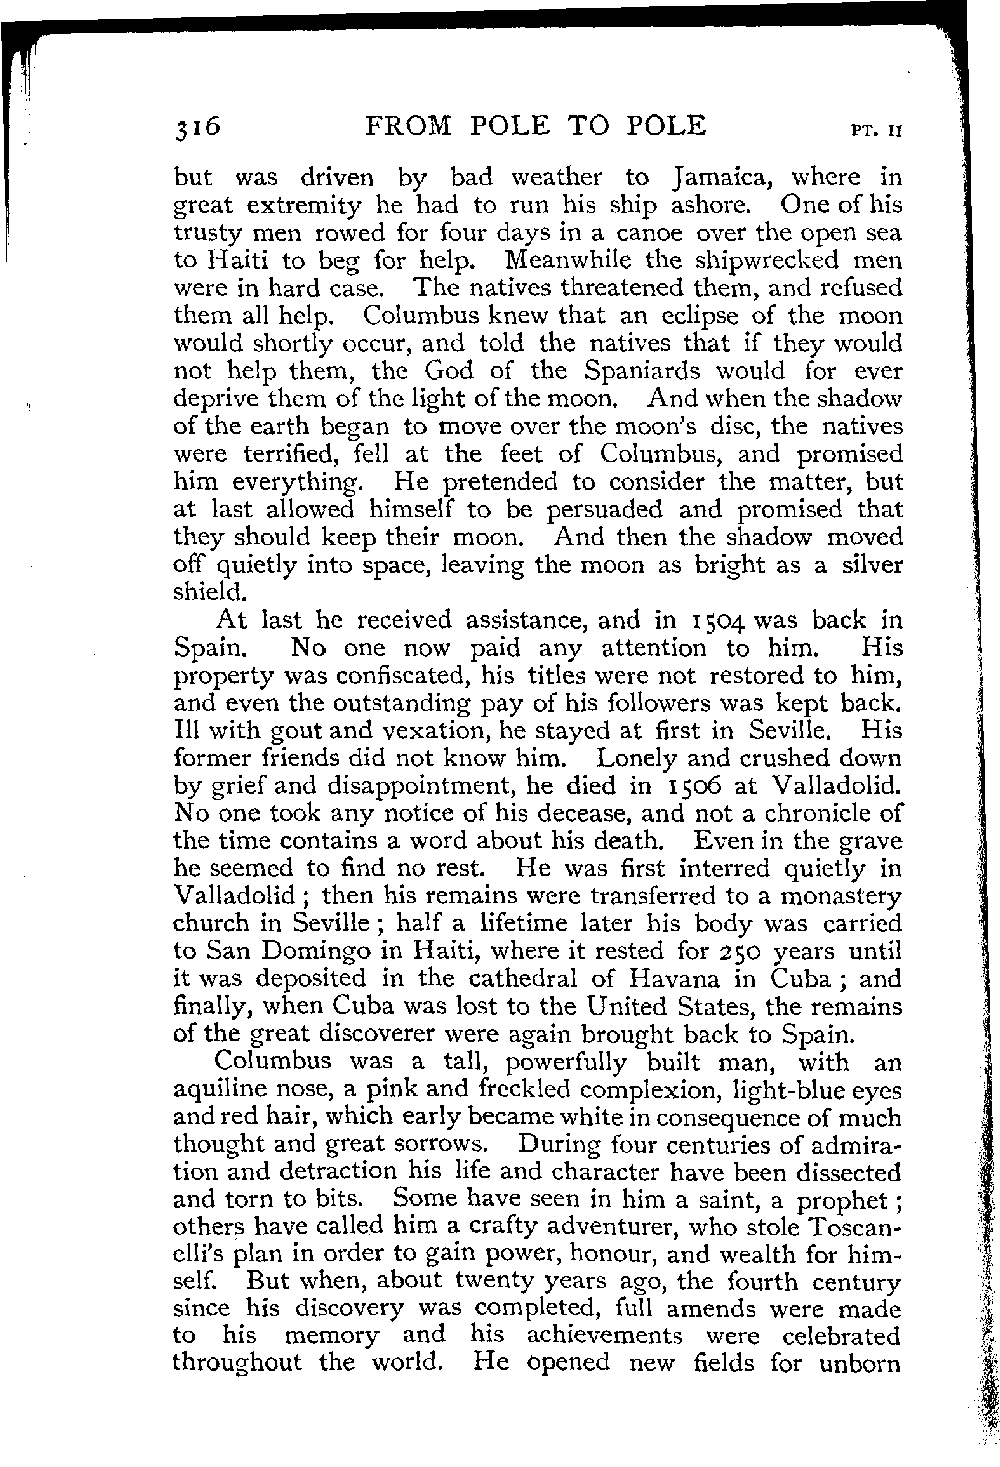 316 FROM POLE TO POLE PT. II
but was driven by bad weather to Jamaica, where in
great extremity he had to run his ship ashore. One of his
trusty men rowed for four days in a canoe over the open sea
to Haiti to beg for help. Meanwhile the shipwrecked men
were in hard case. The natives threatened them, and refused
them all help. Columbus knew that an eclipse of the moon
would shortly occur, and told the natives that if they would
not help them, the God of the Spaniards would for ever
deprive them of the light of the moon. And when the shadow
of the earth began to move over the moon's disc, the natives
were terrified, fell at the feet of Columbus, and promised
him everything. He pretended to consider the matter, but
at last allowed himself to be persuaded and promised that
they should keep their moon. And then the shadow moved
off quietly into space, leaving the moon as bright as a silver
shield.
At last he received assistance, and in 1504 was back in
Spain. No one now paid any attention to him. His
property was confiscated, his titles were not restored to him,
and even the outstanding pay of his followers was kept back.
Ill with gout and vexation, he stayed at first in Seville. His
former friends did not know him. Lonely and crushed down
by grief and disappointment, he died in 1506 at Valladolid.
No one took any notice of his decease, and not a chronicle of
the time contains a word about his death. Even in the grave
he seemed to find no rest. He was first interred quietly in
Valladolid ; then his remains were transferred to a monastery
church in Seville ; half a lifetime later his body was carried
to San Domingo in Haiti, where it rested for 250 years until
it was deposited in the cathedral of Havana in Cuba ; and
finally, when Cuba was lost to the United States, the remains
of the great discoverer were again brought back to Spain.
Columbus was a tall, powerfully built man, with an
aquiline nose, a pink and freckled complexion, light-blue eyes
and red hair, which early became white in consequence of much
thought and great sorrows. During four centuries of admira-
tion and detraction his life and character have been dissected
and torn to bits. Some have seen in him a saint, a prophet ;
others have called him a crafty adventurer, who stole Toscan-
elli's plan in order to gain power, honour, and wealth for him-
self. But when, about twenty years ago, the fourth century
since his discovery was completed, full amends were made
to his memory and his achievements were celebrated
throughout the world. He opened new fields for unborn